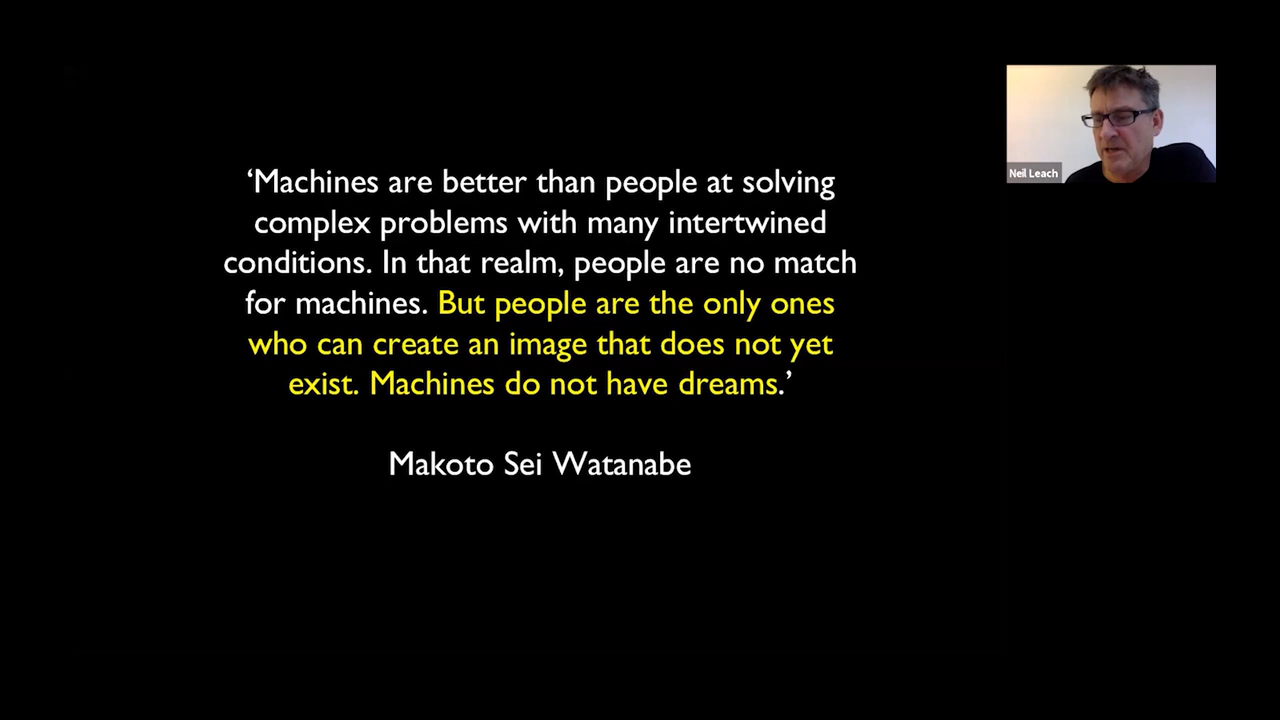 ‘Machines are better than people at solving
complex problems with many intertwined
conditions. In that realm, people are no match
for machines. But people are the only ones
who can create an image that does not yet
exist. Machines do not have dreams.’
Makoto Sei Watanabe
Neil Leach